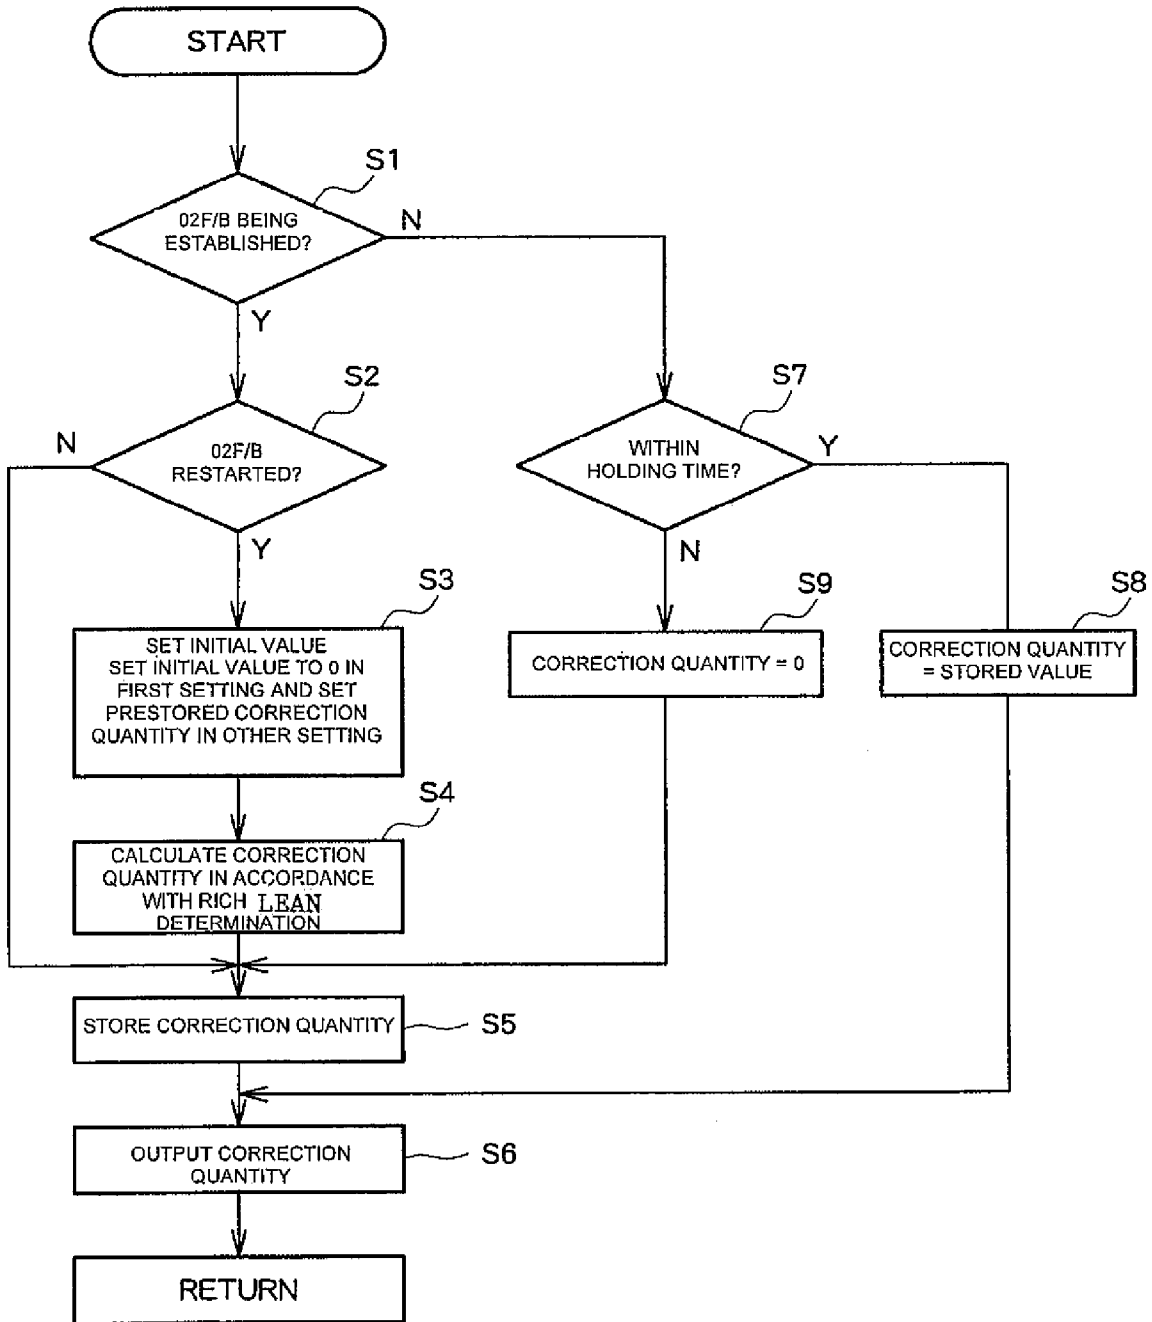 START
S1
02F/B BEING
ESTABLISHED?
N
Y
S2
N
02F/B
RESTARTED?
Y
S7
WITHIN
HOLDING TIME?
Y
N
S3
SET INITIAL VALUE
SET INITIAL VALUE TO 0 IN
FIRST SETTING AND SET
PRESTORED CORRECTION
QUANTITY IN OTHER SETTING
S9
CORRECTION QUANTITY = 0
S8
CORRECTION QUANTITY
= STORED VALUE
S4
CALCULATE CORRECTION
QUANTITY IN ACCORDANCE
WITH RICH LEAN
DETERMINATION
STORE CORRECTION QUANTITY
S5
OUTPUT CORRECTION
QUANTITY
S6
RETURN